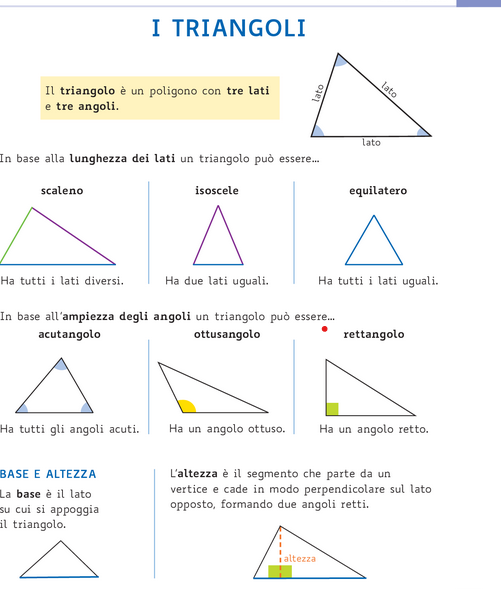 I TRIANGOLI
Il triangolo è un poligono con tre lati
e tre angoli.
lato
lato
lato
In base alla lunghezza dei lati un triangolo può essere...
scaleno
isoscele
equilatero
Ha tutti i lati diversi.
Ha due lati uguali.
Ha tutti i lati uguali.
In base all'ampiezza degli angoli un triangolo può essere...
acutangolo
ottusangolo
rettangolo
Ha tutti gli angoli acuti.
Ha un angolo ottuso.
Ha un angolo retto.
BASE E ALTEZZA
La base è il lato
su cui si appoggia
il triangolo.
L'altezza è il segmento che parte da un
vertice e cade in modo perpendicolare sul lato
opposto, formando due angoli retti.
altezza